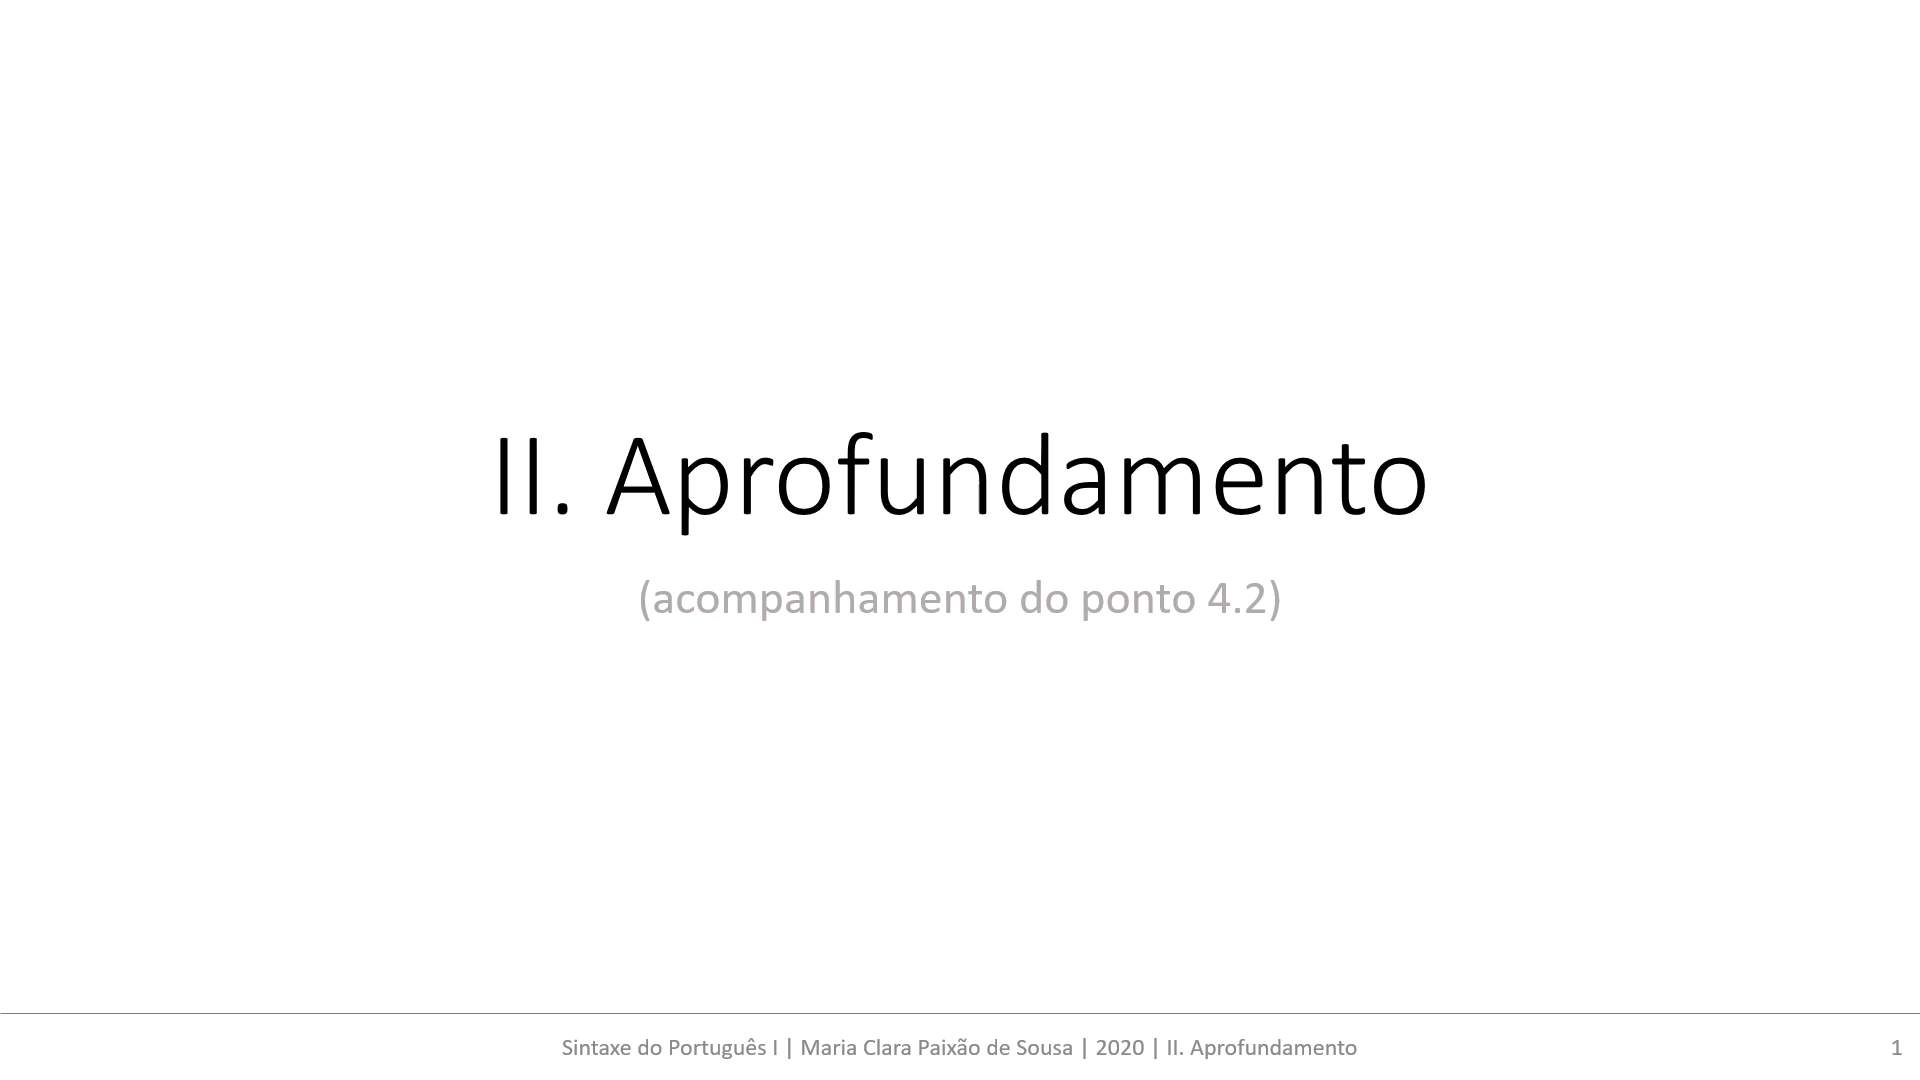 II. Aprofundamento
(acompanhamento do ponto 4.2)
Sintaxe do Português I | Maria Clara Paixão de Sousa | 2020 | II. Aprofundamento
1